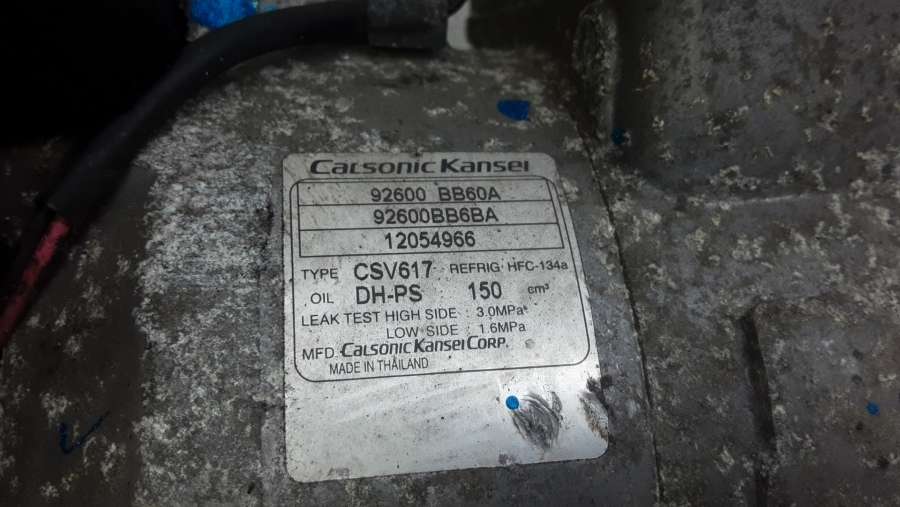 Calsonic Kansei
92600 BB60A
92600BB6BA
12054966
TYPE CSV617 REFRIG HFC-134a
OIL DH-PS 150 cm³
LEAK TEST HIGH SIDE : 3.0MPa
LOW SIDE : 1.6MPa
MFD. Calsonic Kansei CORP.
MADE IN THAILAND